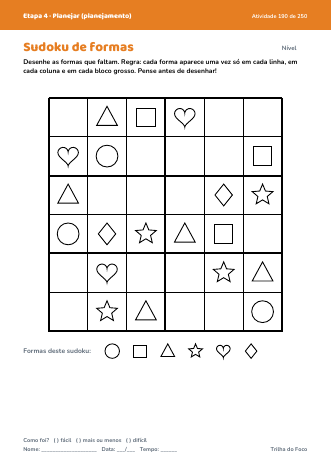 Etapa 4 · Planejar (planejamento)
Atividade 190 de 250
Sudoku de formas
Nível
Desenhe as formas que faltam. Regra: cada forma aparece uma vez só em cada linha, em
cada coluna e em cada bloco grosso. Pense antes de desenhar!
Formas deste sudoku:
Como foi? ( ) fácil ( ) mais ou menos ( ) difícil
Nome: ____________________ Data: ___/___ Tempo: ______
Trilha do Foco